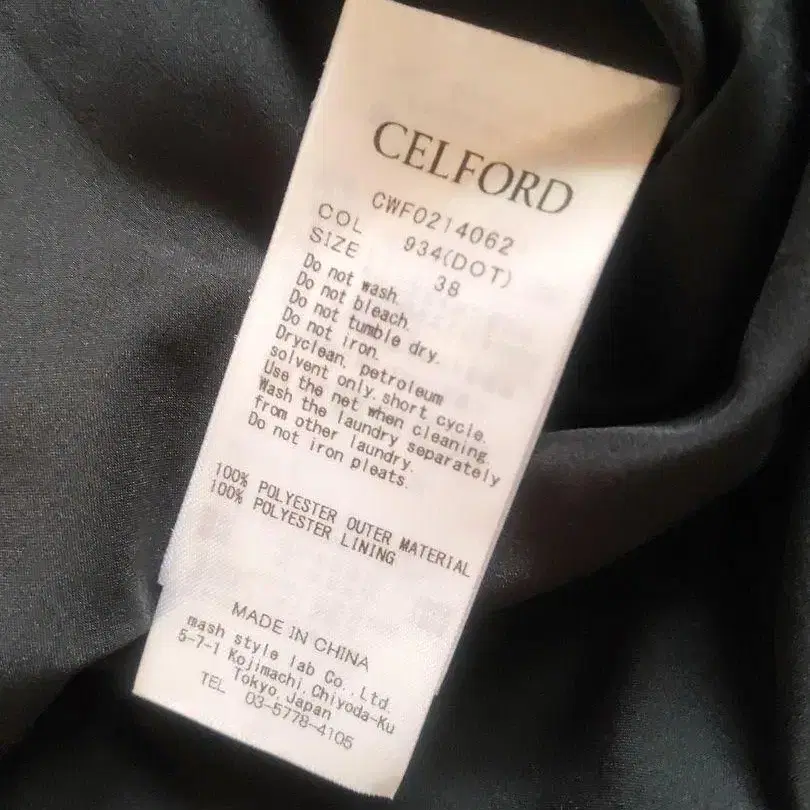 CELFORD
CWF0214062
COL 934(DOT)
SIZE 38
Do not wash.
Do not bleach.
Do not tumble dry.
Do not iron.
Dryclean. petroleum
solvent only.short cycle.
Use the net when cleaning.
Wash the laundry separately
from other laundry.
Do not iron pleats.
100% POLYESTER OUTER MATERIAL
100% POLYESTER LINING
MADE IN CHINA
mash style lab Co.,Ltd.
5-7-1 Kojimachi,Chiyoda-Ku
Tokyo,Japan
TEL 03-5778-4105